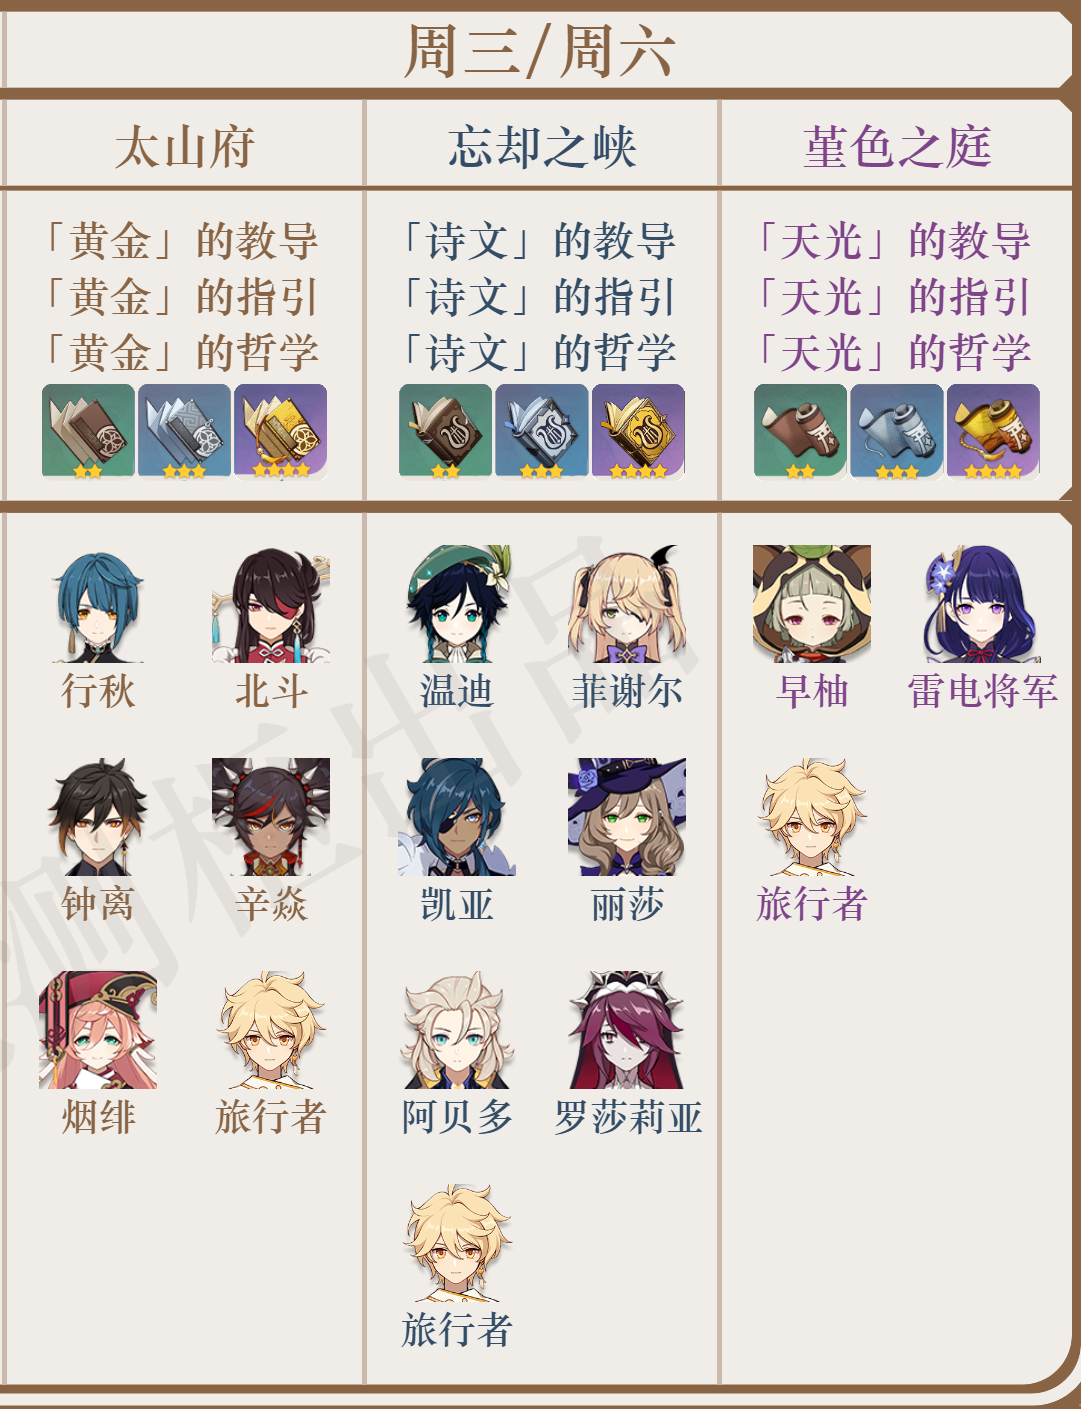 周三/周六
太山府
忘却之峡
堇色之庭
「黄金」的教导
「黄金」的指引
「黄金」的哲学
「诗文」的教导
「诗文」的指引
「诗文」的哲学
「天光」的教导
「天光」的指引
「天光」的哲学
行秋
北斗
钟离
辛焱
烟绯
旅行者
温迪
菲谢尔
凯亚
丽莎
阿贝多
罗莎莉亚
旅行者
早柚
雷电将军
旅行者